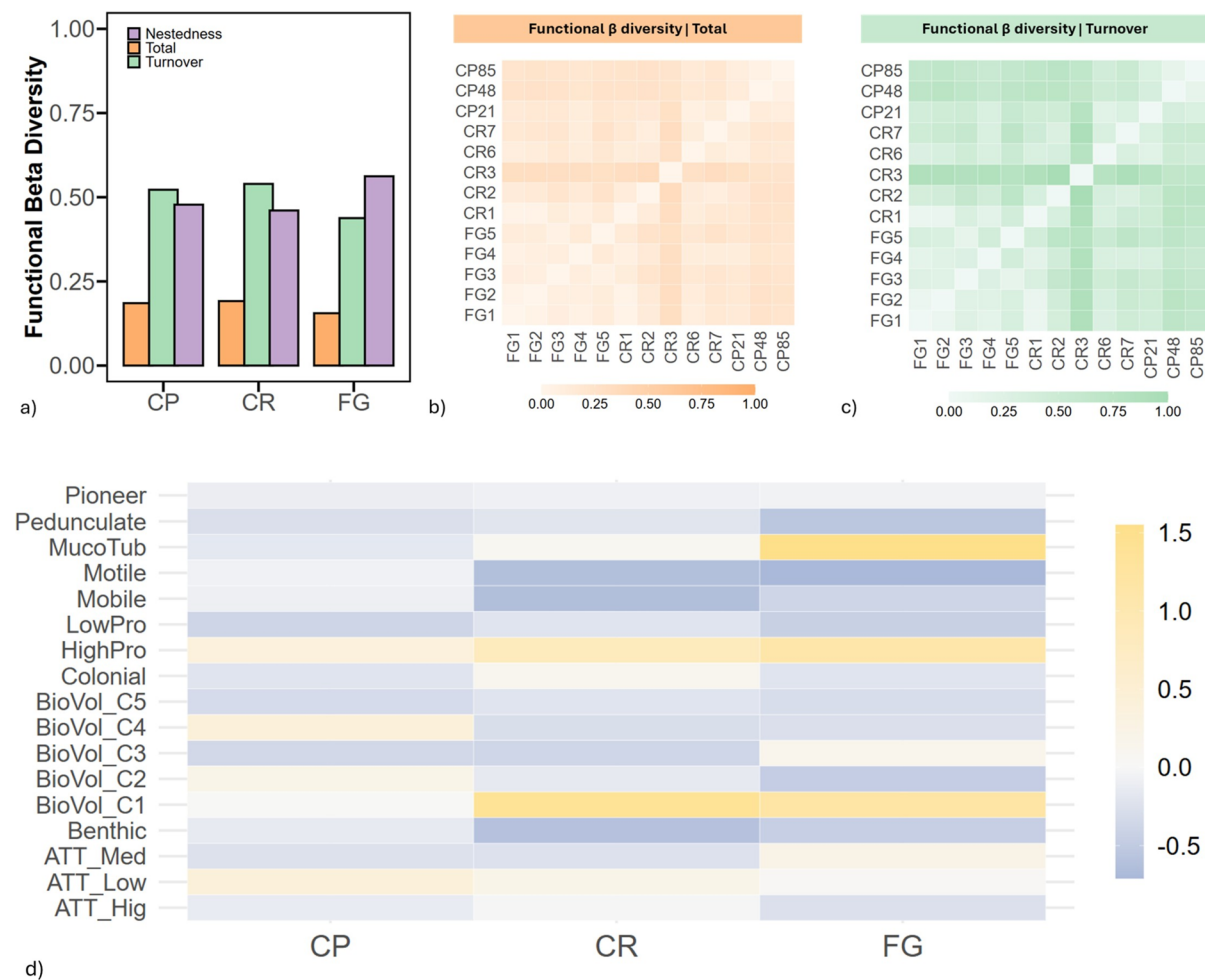 Functional Beta Diversity
1.00
0.75
0.50
0.25
0.00
Nestedness
Total
Turnover
CP CR FG
a)
Functional β diversity | Total
CP85
CP48
CP21
CR7
CR6
CR3
CR2
CR1
FG5
FG4
FG3
FG2
FG1
FG1 FG2 FG3 FG4 FG5 CR1 CR2 CR3 CR6 CR7 CP21 CP48 CP85
0.00 0.25 0.50 0.75 1.00
b)
Functional β diversity | Turnover
CP85
CP48
CP21
CR7
CR6
CR3
CR2
CR1
FG5
FG4
FG3
FG2
FG1
FG1 FG2 FG3 FG4 FG5 CR1 CR2 CR3 CR6 CR7 CP21 CP48 CP85
0.00 0.25 0.50 0.75 1.00
c)
Pioneer
Pedunculate
MucoTub
Motile
Mobile
LowPro
HighPro
Colonial
BioVol_C5
BioVol_C4
BioVol_C3
BioVol_C2
BioVol_C1
Benthic
ATT_Med
ATT_Low
ATT_Hig
CP CR FG
1.5
1.0
0.5
0.0
-0.5
d)